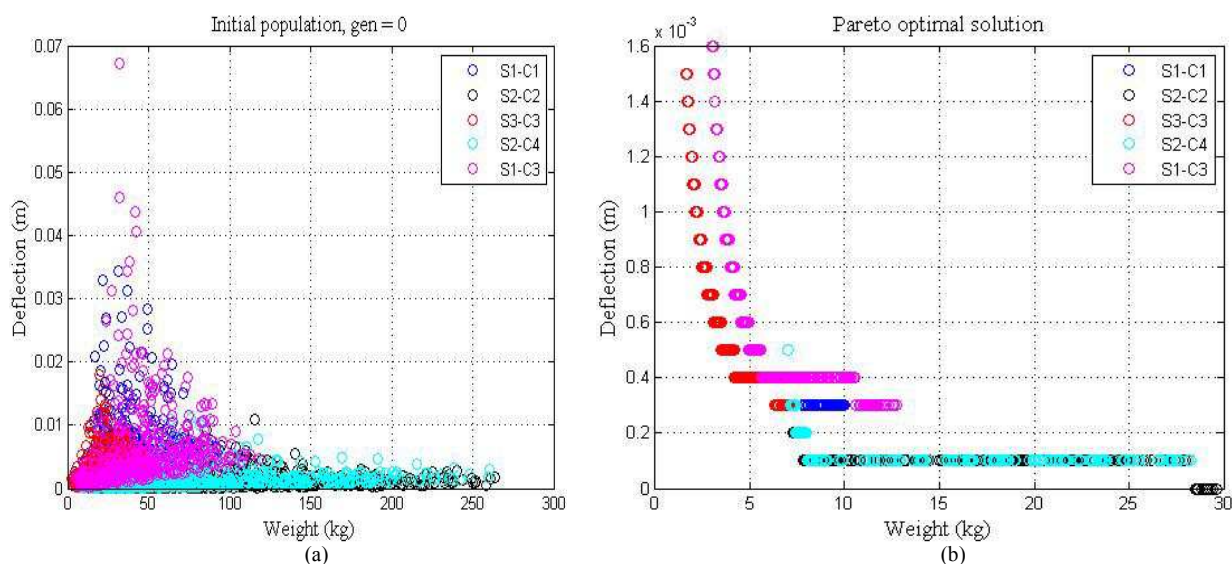 Initial population, gen = 0
0.07
0.06
0.05
0.04
0.03
0.02
0.01
0
Deflection (m)
S1-C1
S2-C2
S3-C3
S2-C4
S1-C3
0 50 100 150 200 250 300
Weight (kg)
(a)
Pareto optimal solution
x 10^-3
1.6
1.4
1.2
1
0.8
0.6
0.4
0.2
0
Deflection (m)
S1-C1
S2-C2
S3-C3
S2-C4
S1-C3
0 5 10 15 20 25 30
Weight (kg)
(b)